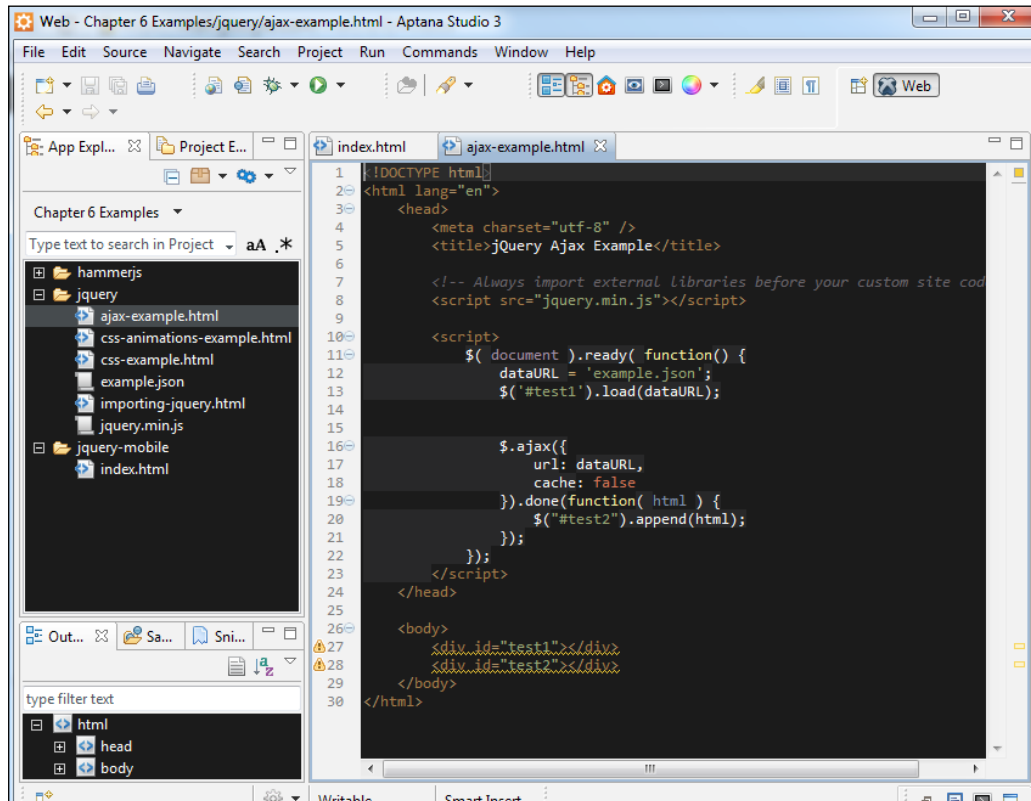 Web - Chapter 6 Examples/jquery/ajax-example.html - Aptana Studio 3
File Edit Source Navigate Search Project Run Commands Window Help
Web
App Expl... Project E...
Chapter 6 Examples
Type text to search in Project aA .*
hammerjs
jquery
ajax-example.html
css-animations-example.html
css-example.html
example.json
importing-jquery.html
jquery.min.js
jquery-mobile
index.html
Out... Sa... Sni...
type filter text
html
head
body
index.html ajax-example.html
1 <!DOCTYPE html>
2 <html lang="en">
3 <head>
4 <meta charset="utf-8" />
5 <title>jQuery Ajax Example</title>
6
7 <!-- Always import external libraries before your custom site cod
8 <script src="jquery.min.js"></script>
9
10 <script>
11 $( document ).ready( function() {
12 dataURL = 'example.json';
13 $('#test1').load(dataURL);
14
15
16 $.ajax({
17 url: dataURL,
18 cache: false
19 }).done(function( html ) {
20 $("#test2").append(html);
21 });
22 });
23 </script>
24 </head>
25
26 <body>
27 <div id="test1"></div>
28 <div id="test2"></div>
29 </body>
30 </html>
Writable Smart Insert